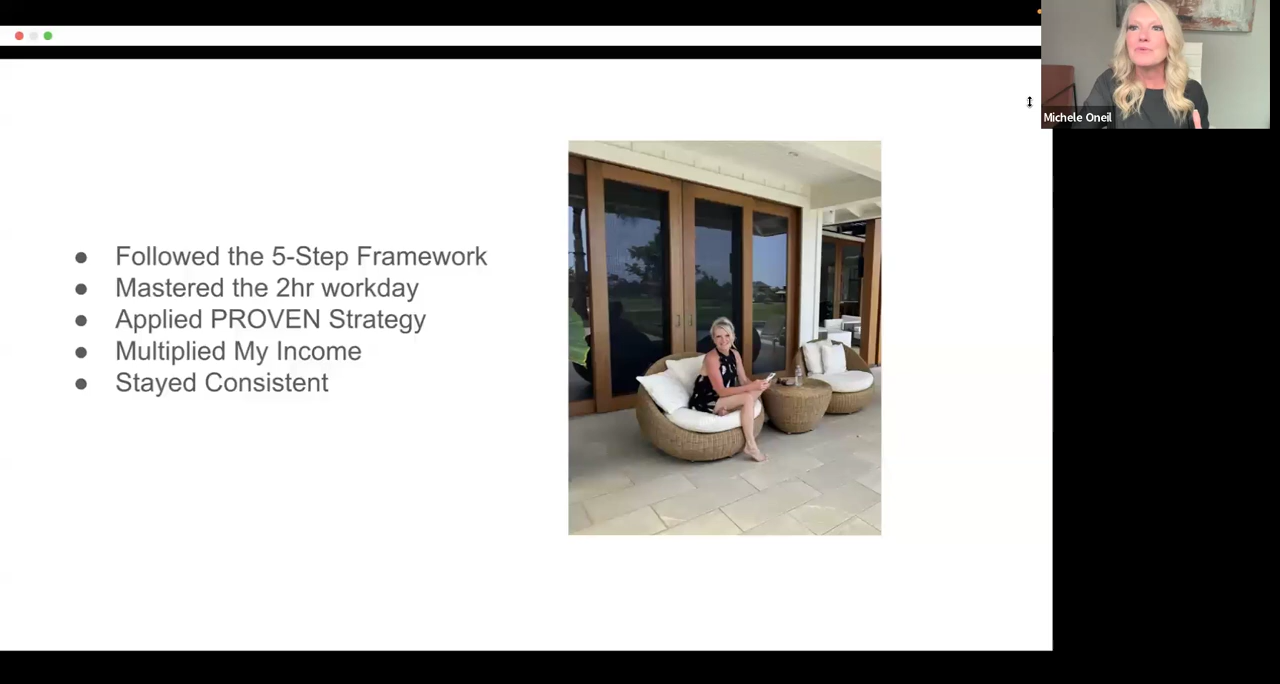 Michele Oneil
● Followed the 5-Step Framework
● Mastered the 2hr workday
● Applied PROVEN Strategy
● Multiplied My Income
● Stayed Consistent